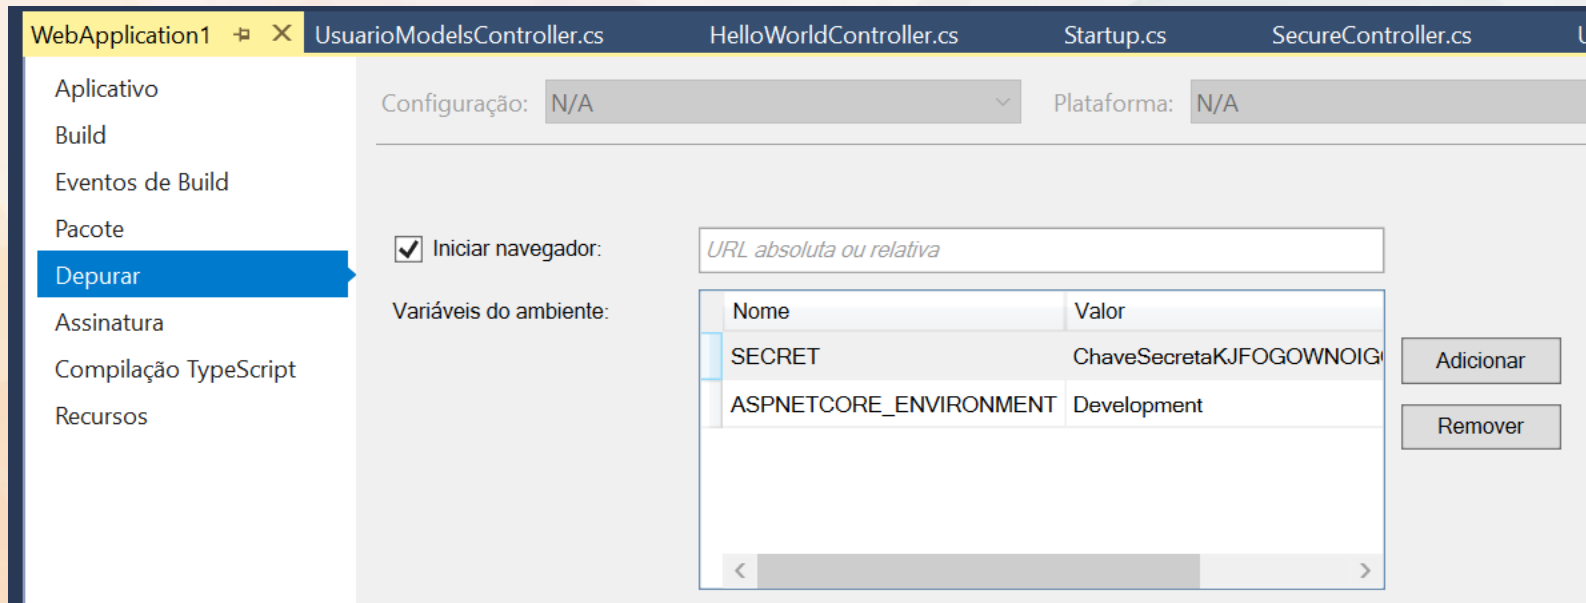 WebApplication1 UsuarioModelsController.cs HelloWorldController.cs Startup.cs SecureController.cs
Aplicativo
Build
Eventos de Build
Pacote
Depurar
Assinatura
Compilação TypeScript
Recursos
Configuração: N/A Plataforma: N/A
Iniciar navegador: URL absoluta ou relativa
Variáveis do ambiente:
Nome Valor
SECRET ChaveSecretaKJFOGOWNOIG
ASPNETCORE_ENVIRONMENT Development
Adicionar
Remover